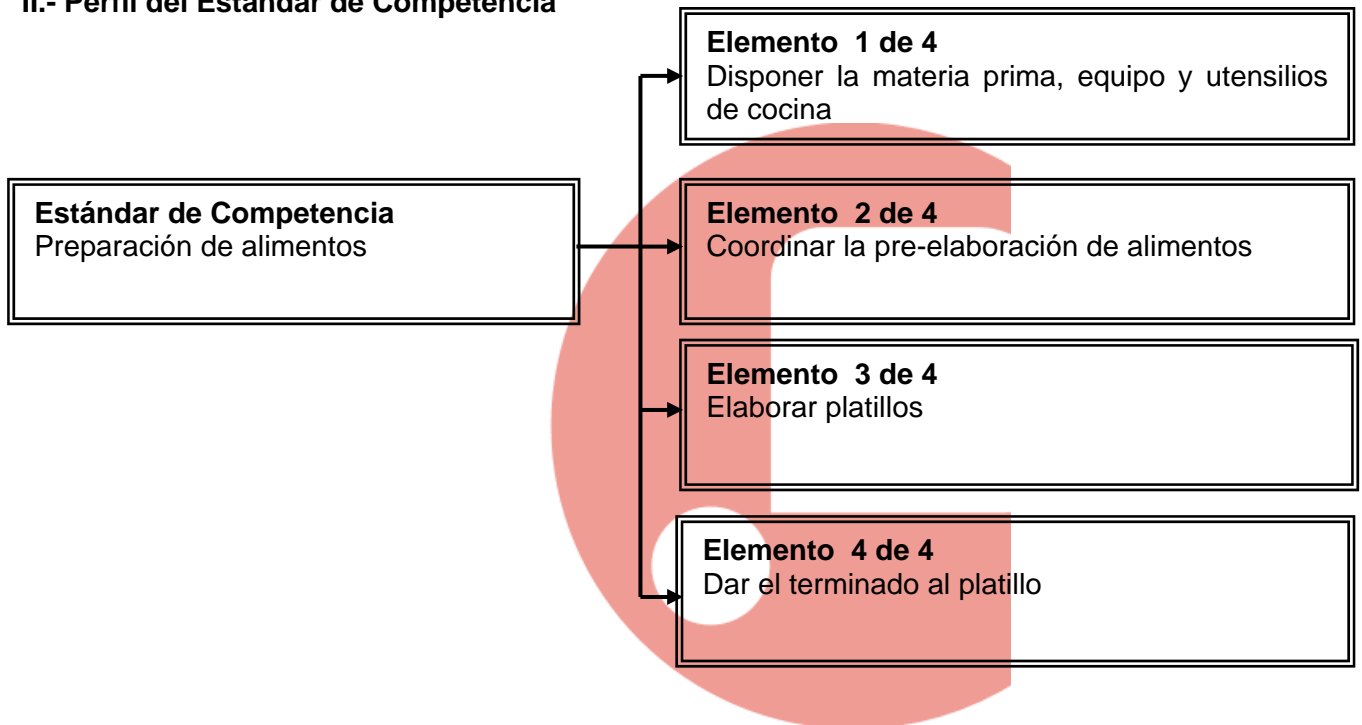 II.- Perfil del Estándar de Competencia
Elemento 1 de 4
Disponer la materia prima, equipo y utensilios
de cocina
Estándar de Competencia
Preparación de alimentos
Elemento 2 de 4
Coordinar la pre-elaboración de alimentos
Elemento 3 de 4
Elaborar platillos
Elemento 4 de 4
Dar el terminado al platillo